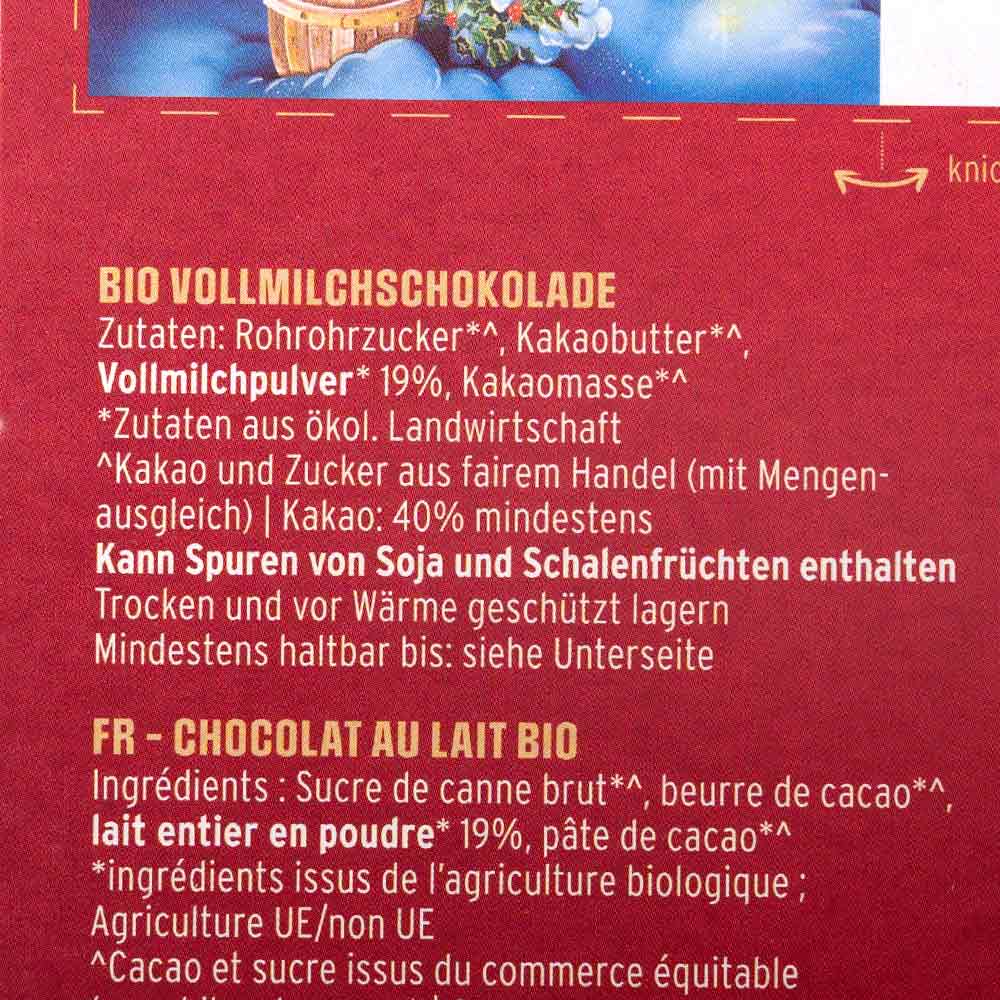 knic
BIO VOLLMILCHSCHOKOLADE
Zutaten: Rohrohrzucker*^, Kakaobutter*^,
Vollmilchpulver* 19%, Kakaomasse*^
*Zutaten aus ökol. Landwirtschaft
^Kakao und Zucker aus fairem Handel (mit Mengen-
ausgleich) | Kakao: 40% mindestens
Kann Spuren von Soja und Schalenfrüchten enthalten
Trocken und vor Wärme geschützt lagern
Mindestens haltbar bis: siehe Unterseite
FR - CHOCOLAT AU LAIT BIO
Ingrédients : Sucre de canne brut*^, beurre de cacao*^,
lait entier en poudre* 19%, pâte de cacao*^
*ingrédients issus de l'agriculture biologique ;
Agriculture UE/non UE
^Cacao et sucre issus du commerce équitable